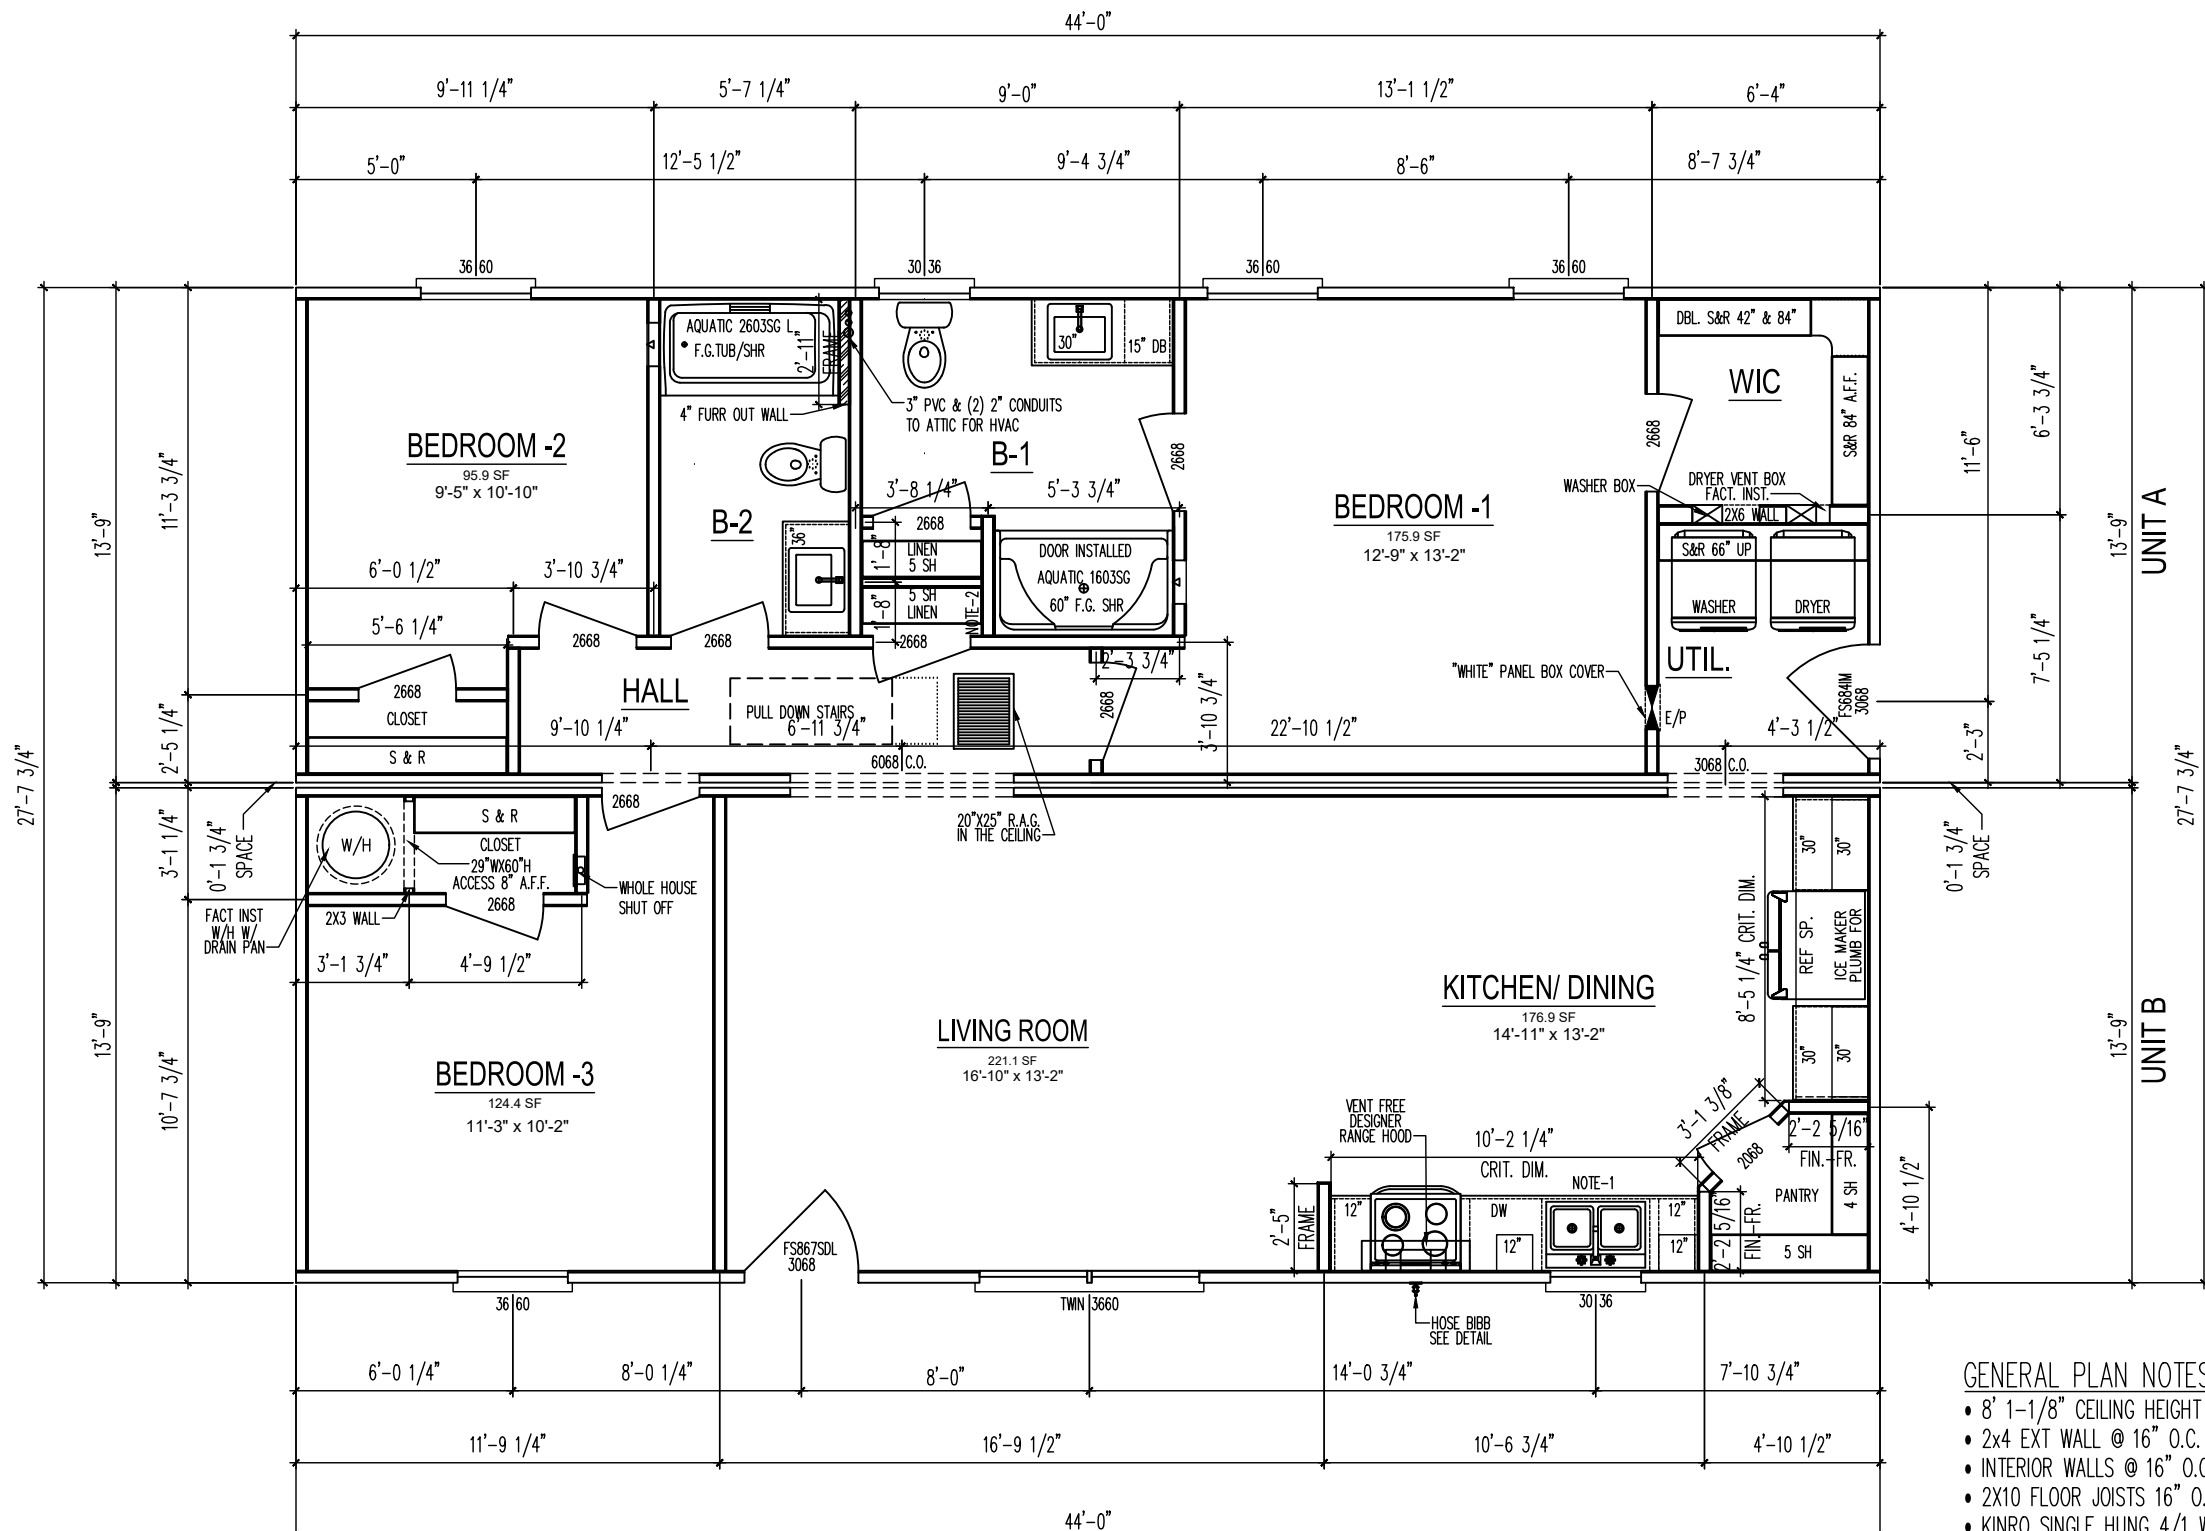 44'-0"
9'-11 1/4"
5'-7 1/4"
9'-0"
13'-1 1/2"
6'-4"
5'-0"
12'-5 1/2"
9'-4 3/4"
8'-6"
8'-7 3/4"
36 60
30 36
36 60
36 60
AQUATIC 2603SG L
F.G.TUB/SHR
2'-11"
FRAME
30"
15" DB
DBL. S&R 42" & 84"
WIC
S&R 84" A.F.F.
4" FURR OUT WALL
3" PVC & (2) 2" CONDUITS
TO ATTIC FOR HVAC
BEDROOM -2
95.9 SF
9'-5" x 10'-10"
B-1
2668
2668
3'-8 1/4"
5'-3 3/4"
WASHER BOX
DRYER VENT BOX
FACT. INST.
2X6 WALL
BEDROOM -1
175.9 SF
12'-9" x 13'-2"
B-2
36"
2668
LINEN
5 SH
5 SH
LINEN
1'-8"
1'-8"
NOTE-2
DOOR INSTALLED
AQUATIC 1603SG
60" F.G. SHR
S&R 66" UP
WASHER
DRYER
6'-0 1/2"
3'-10 3/4"
5'-6 1/4"
2668
2668
2668
2'-3 3/4"
2668
CLOSET
S & R
HALL
PULL DOWN STAIRS
2668
3'-10 3/4"
"WHITE" PANEL BOX COVER
UTIL.
E/P
FS684IM
3068
9'-10 1/4"
6'-11 3/4"
22'-10 1/2"
4'-3 1/2"
6068 C.O.
3068 C.O.
27'-7 3/4"
13'-9"
11'-3 3/4"
2'-5 1/4"
3'-1 1/4"
0'-1 3/4"
SPACE
13'-9"
10'-7 3/4"
11'-6"
6'-3 3/4"
7'-5 1/4"
2'-3"
13'-9"
UNIT A
27'-7 3/4"
0'-1 3/4"
SPACE
13'-9"
UNIT B
2668
W/H
S & R
CLOSET
29"WX60"H
ACCESS 8" A.F.F.
2668
20"X25" R.A.G.
IN THE CEILING
WHOLE HOUSE
SHUT OFF
FACT INST
W/H W/
DRAIN PAN
2X3 WALL
3'-1 3/4"
4'-9 1/2"
30"
30"
8'-5 1/4" CRIT. DIM.
REF SP.
ICE MAKER
PLUMB FOR
30"
30"
KITCHEN/ DINING
176.9 SF
14'-11" x 13'-2"
LIVING ROOM
221.1 SF
16'-10" x 13'-2"
BEDROOM -3
124.4 SF
11'-3" x 10'-2"
VENT FREE
DESIGNER
RANGE HOOD
10'-2 1/4"
CRIT. DIM.
NOTE-1
3'-1 3/8"
FRAME
2068
2'-2 5/16"
FIN.-FR.
PANTRY
4 SH
5 SH
2'-2 5/16"
FIN.-FR.
4'-10 1/2"
2'-5"
FRAME
12"
DW
12"
12"
12"
FS867SDL
3068
36 60
TWIN 3660
30 36
HOSE BIBB
SEE DETAIL
6'-0 1/4"
8'-0 1/4"
8'-0"
14'-0 3/4"
7'-10 3/4"
11'-9 1/4"
16'-9 1/2"
10'-6 3/4"
4'-10 1/2"
44'-0"
GENERAL PLAN NOTES
• 8' 1-1/8" CEILING HEIGHT
• 2x4 EXT WALL @ 16" O.C.
• INTERIOR WALLS @ 16" O.C
• 2X10 FLOOR JOISTS 16" O.
• KINRO SINGLE HUNG 4/1 W